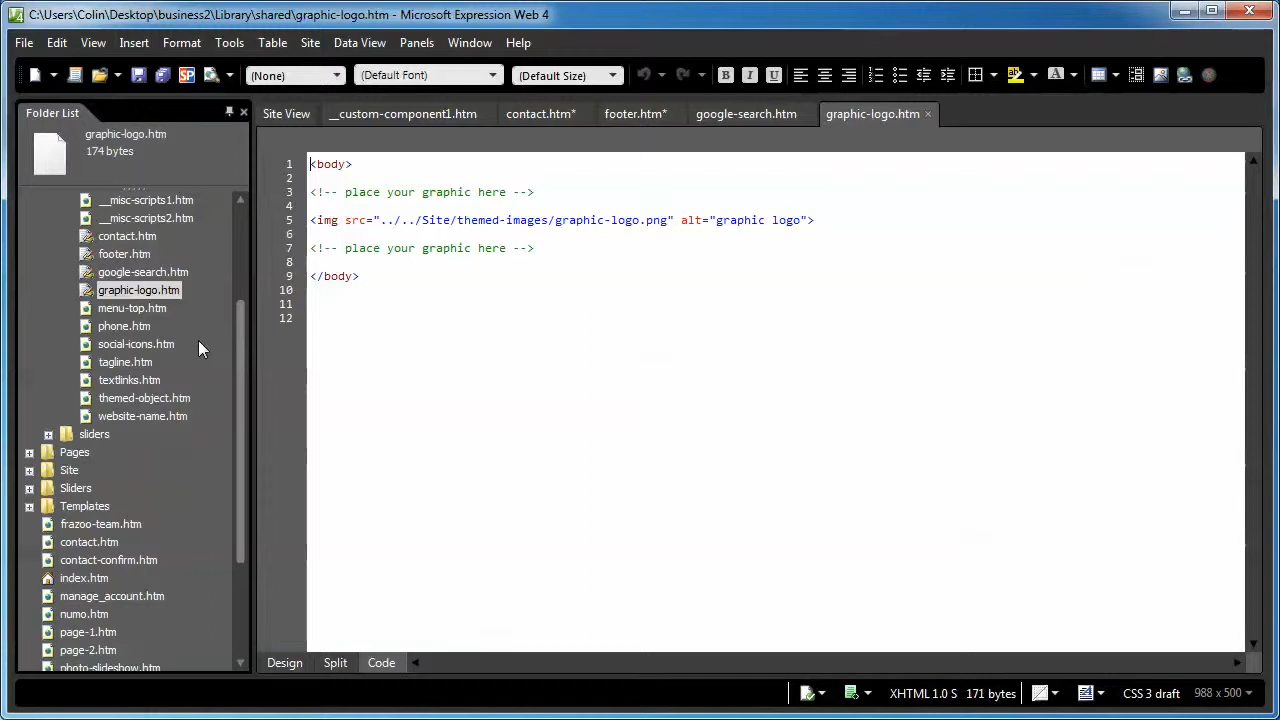 C:\Users\Colin\Desktop\business2\Library\shared\graphic-logo.htm - Microsoft Expression Web 4
File Edit View Insert Format Tools Table Site Data View Panels Window Help
(None) (Default Font) (Default Size) B I U A
Folder List
graphic-logo.htm
174 bytes
__misc-scripts1.htm
__misc-scripts2.htm
contact.htm
footer.htm
google-search.htm
graphic-logo.htm
menu-top.htm
phone.htm
social-icons.htm
tagline.htm
textlinks.htm
themed-object.htm
website-name.htm
sliders
Pages
Site
Sliders
Templates
frazoo-team.htm
contact.htm
contact-confirm.htm
index.htm
manage_account.htm
numo.htm
page-1.htm
page-2.htm
photo-slideshow.htm
Site View __custom-component1.htm contact.htm* footer.htm* google-search.htm graphic-logo.htm ×
1 <body>
2
3 <!-- place your graphic here -->
4
5 <img src="../../Site/themed-images/graphic-logo.png" alt="graphic logo">
6
7 <!-- place your graphic here -->
8
9 </body>
10
11
12
Design Split Code
XHTML 1.0 S 171 bytes CSS 3 draft 988 x 500